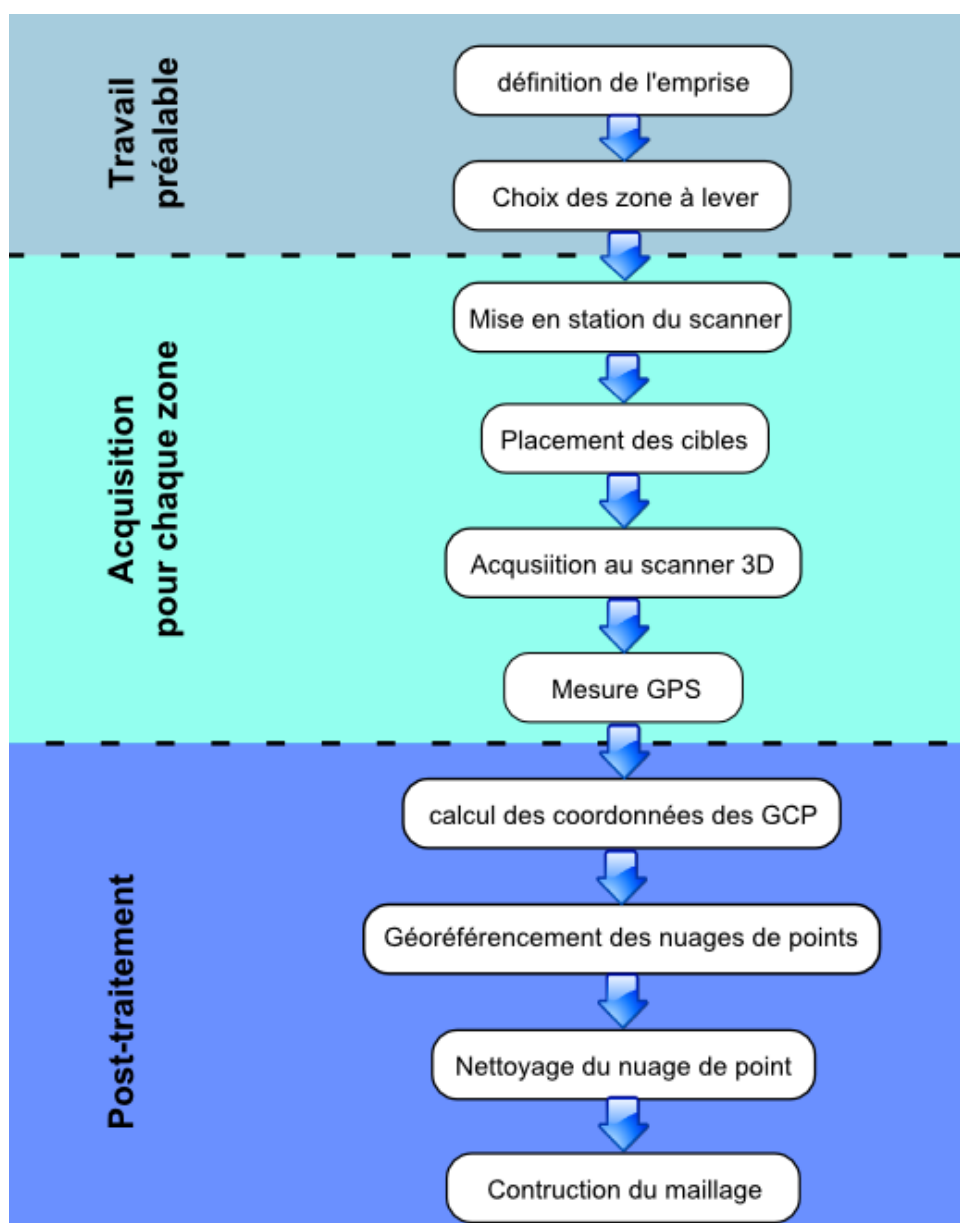 Travail
préalable
définition de l'emprise
Choix des zone à lever
Acquisition
pour chaque zone
Mise en station du scanner
Placement des cibles
Acqusiition au scanner 3D
Mesure GPS
Post-traitement
calcul des coordonnées des GCP
Géoréférencement des nuages de points
Nettoyage du nuage de point
Contruction du maillage